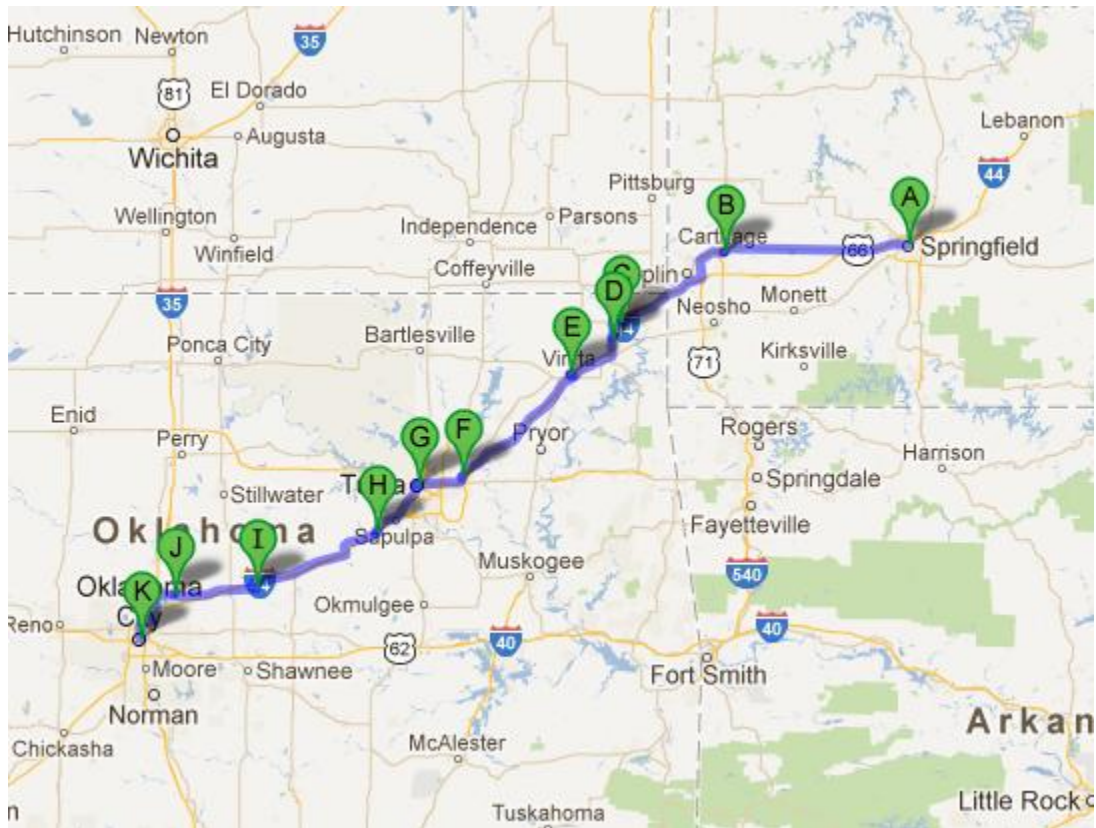 Hutchinson
Newton
35
81
El Dorado
Augusta
Wichita
Lebanon
44
Pittsburg
Parsons
Independence
Coffeyville
Wellington
Winfield
A
B
66
Springfield
D
E
Neosho
Monett
71
Kirksville
35
Bartlesville
Ponca City
Enid
Perry
Stillwater
Pryor
Rogers
Springdale
Harrison
Fayetteville
G
F
H
Sapulpa
Oklahoma
I
J
K
Muskogee
Okmulgee
540
Reno
62
40
40
Moore
Shawnee
Fort Smith
Norman
Chickasha
McAlester
Arkan
Tuskahoma
Little Rock